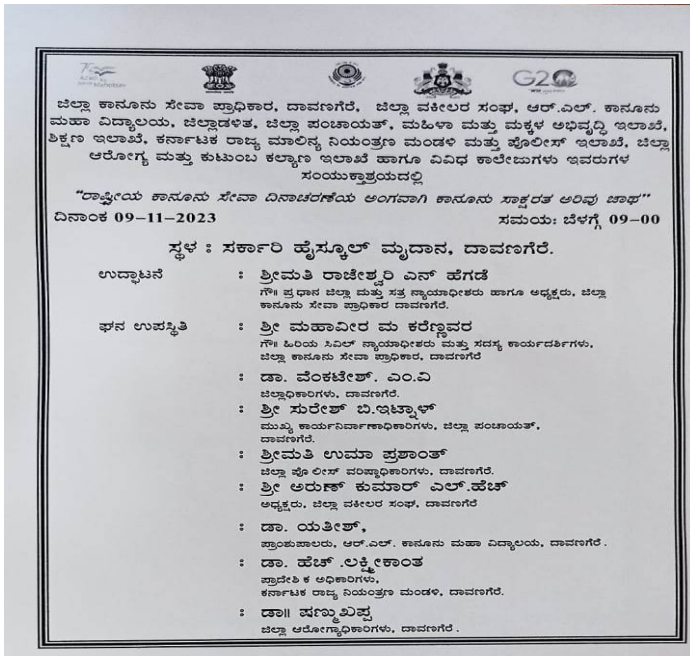 G20
ಜಿಲ್ಲಾ ಕಾನೂನು ಸೇವಾ ಪ್ರಾಧಿಕಾರ, ದಾವಣಗೆರೆ, ಜಿಲ್ಲಾ ವಕೀಲರ ಸಂಘ, ಆರ್.ಎಲ್. ಕಾನೂನು
ಮಹಾ ವಿದ್ಯಾಲಯ, ಜಿಲ್ಲಾಡಳಿತ, ಜಿಲ್ಲಾ ಪಂಚಾಯತ್, ಮಹಿಳಾ ಮತ್ತು ಮಕ್ಕಳ ಅಭಿವೃದ್ಧಿ ಇಲಾಖೆ,
ಶಿಕ್ಷಣ ಇಲಾಖೆ, ಕರ್ನಾಟಕ ರಾಜ್ಯ ಮಾಲಿನ್ಯ ನಿಯಂತ್ರಣ ಮಂಡಳಿ ಮತ್ತು ಪೊಲೀಸ್ ಇಲಾಖೆ, ಜಿಲ್ಲಾ
ಆರೋಗ್ಯ ಮತ್ತು ಕುಟುಂಬ ಕಲ್ಯಾಣ ಇಲಾಖೆ ಹಾಗೂ ವಿವಿಧ ಕಾಲೇಜುಗಳು ಇವರುಗಳ
ಸಂಯುಕ್ತಾಶ್ರಯದಲ್ಲಿ
"ರಾಷ್ಟ್ರೀಯ ಕಾನೂನು ಸೇವಾ ದಿನಾಚರಣೆಯ ಅಂಗವಾಗಿ ಕಾನೂನು ಸಾಕ್ಷರತ ಅರಿವು ಜಾಥ"
ದಿನಾಂಕ 09-11-2023 ಸಮಯ: ಬೆಳಗ್ಗೆ 09-00
ಸ್ಥಳ : ಸರ್ಕಾರಿ ಹೈಸ್ಕೂಲ್ ಮೈದಾನ, ದಾವಣಗೆರೆ.
ಉದ್ಘಾಟನೆ : ಶ್ರೀಮತಿ ರಾಜೇಶ್ವರಿ ಎನ್ ಹೆಗಡೆ
ಗೌ॥ ಪ್ರಧಾನ ಜಿಲ್ಲಾ ಮತ್ತು ಸತ್ರ ನ್ಯಾಯಾಧೀಶರು ಹಾಗೂ ಅಧ್ಯಕ್ಷರು, ಜಿಲ್ಲಾ
ಕಾನೂನು ಸೇವಾ ಪ್ರಾಧಿಕಾರ ದಾವಣಗೆರೆ.
ಘನ ಉಪಸ್ಥಿತಿ : ಶ್ರೀ ಮಹಾವೀರ ಮ ಕರೆಣ್ಣವರ
ಗೌ॥ ಹಿರಿಯ ಸಿವಿಲ್ ನ್ಯಾಯಾಧೀಶರು ಮತ್ತು ಸದಸ್ಯ ಕಾರ್ಯದರ್ಶಿಗಳು,
ಜಿಲ್ಲಾ ಕಾನೂನು ಸೇವಾ ಪ್ರಾಧಿಕಾರ, ದಾವಣಗೆರೆ
: ಡಾ. ವೆಂಕಟೇಶ್. ಎಂ.ವಿ
ಜಿಲ್ಲಾಧಿಕಾರಿಗಳು, ದಾವಣಗೆರೆ.
: ಶ್ರೀ ಸುರೇಶ್ ಬಿ.ಇಟ್ನಾಳ್
ಮುಖ್ಯ ಕಾರ್ಯನಿರ್ವಾಣಾಧಿಕಾರಿಗಳು, ಜಿಲ್ಲಾ ಪಂಚಾಯತ್,
ದಾವಣಗೆರೆ.
: ಶ್ರೀಮತಿ ಉಮಾ ಪ್ರಶಾಂತ್
ಜಿಲ್ಲಾ ಪೊಲೀಸ್ ವರಿಷ್ಠಾಧಿಕಾರಿಗಳು, ದಾವಣಗೆರೆ.
: ಶ್ರೀ ಅರುಣ್ ಕುಮಾರ್ ಎಲ್.ಹೆಚ್
ಅಧ್ಯಕ್ಷರು, ಜಿಲ್ಲಾ ವಕೀಲರ ಸಂಘ, ದಾವಣಗೆರೆ
: ಡಾ. ಯತೀಶ್,
ಪ್ರಾಂಶುಪಾಲರು, ಆರ್.ಎಲ್. ಕಾನೂನು ಮಹಾ ವಿದ್ಯಾಲಯ, ದಾವಣಗೆರೆ.
: ಡಾ. ಹೆಚ್ .ಲಕ್ಷ್ಮೀಕಾಂತ
ಪ್ರಾದೇಶಿಕ ಅಧಿಕಾರಿಗಳು,
ಕರ್ನಾಟಕ ರಾಜ್ಯ ನಿಯಂತ್ರಣ ಮಂಡಳಿ, ದಾವಣಗೆರೆ.
: ಡಾ॥ ಷಣ್ಮುಖಪ್ಪ
ಜಿಲ್ಲಾ ಆರೋಗ್ಯಾಧಿಕಾರಿಗಳು, ದಾವಣಗೆರೆ.